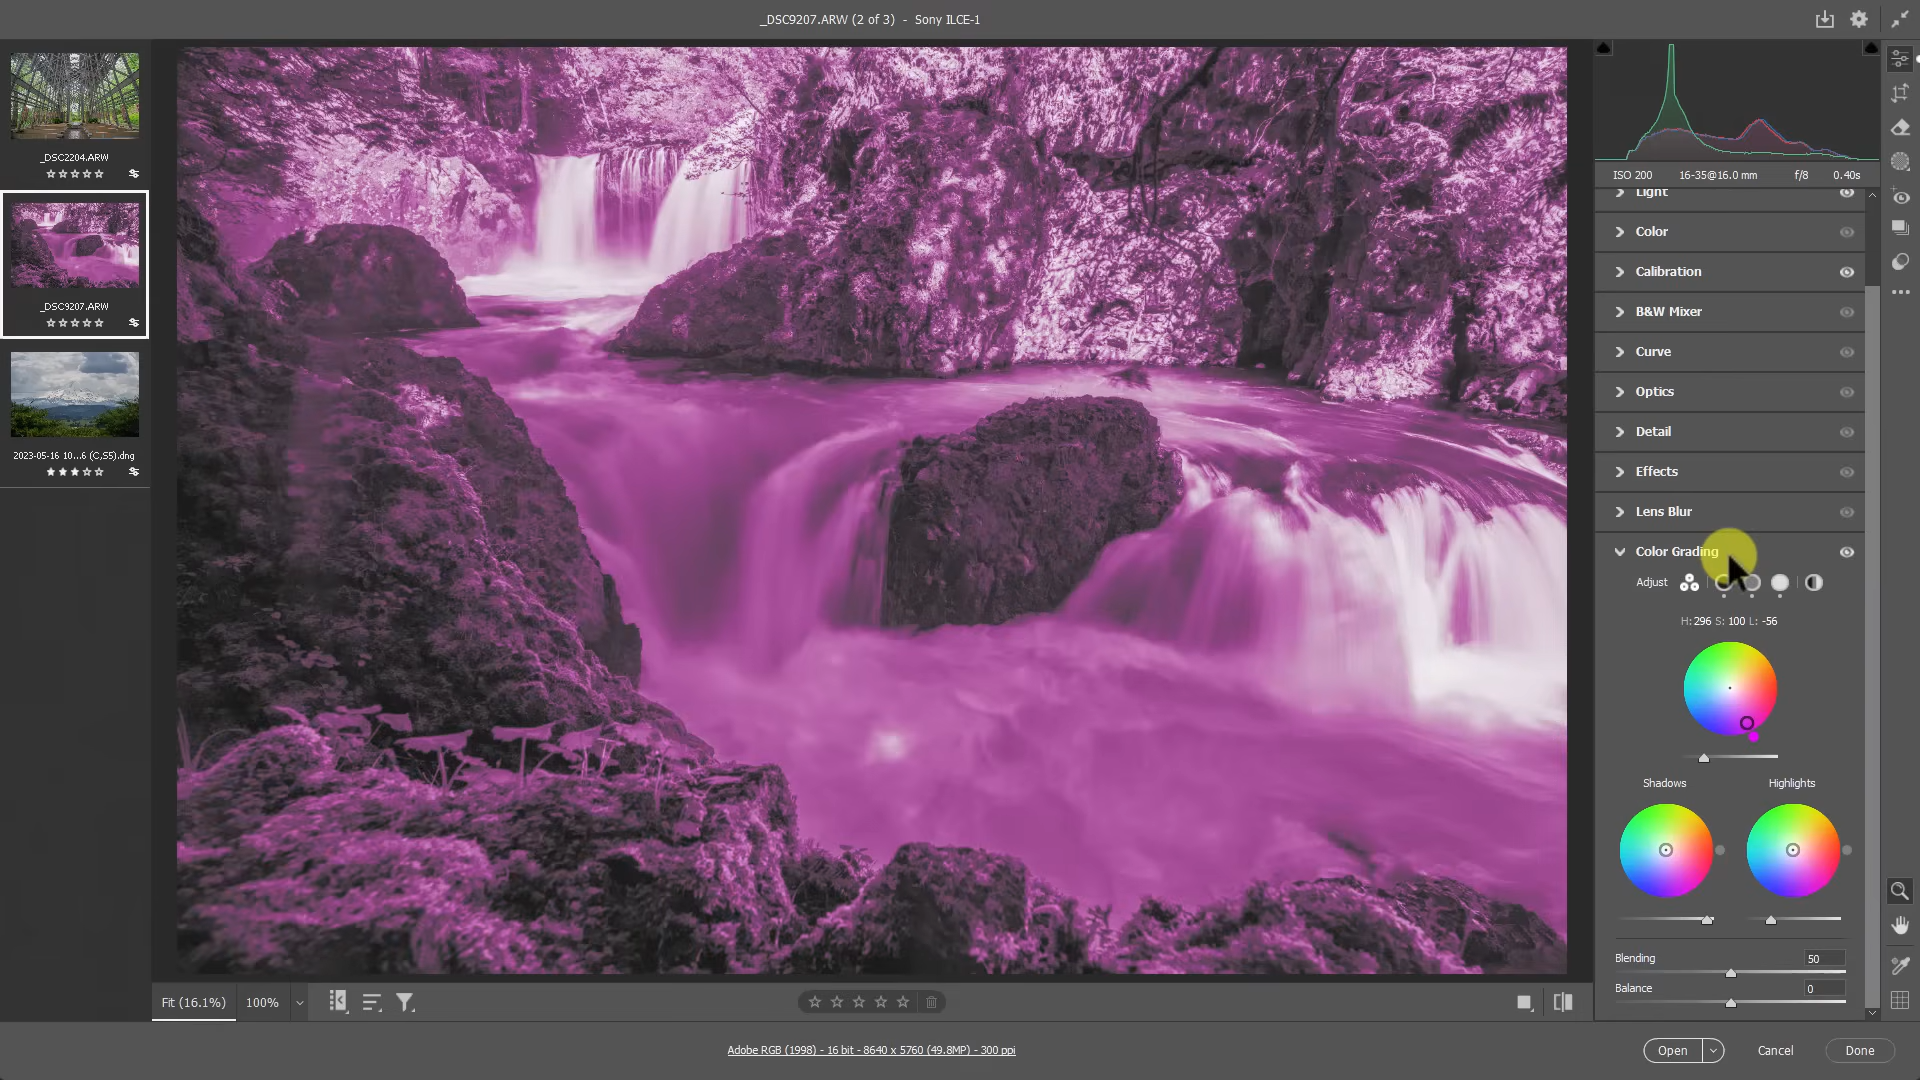 _DSC9207.ARW (2 of 3) - Sony ILCE-1
_DSC2204.ARW
_DSC9207.ARW
2023-05-16 10...6 (C,S5).dng
ISO 200 16-35@16.0 mm f/8 0.40s
Light
Color
Calibration
B&W Mixer
Curve
Optics
Detail
Effects
Lens Blur
Color Grading
Adjust
H: 296 S: 100 L: -56
Shadows Highlights
Blending 50
Balance 0
Fit (16.1%) 100%
Adobe RGB (1998) - 16 bit - 8640 x 5760 (49.8MP) - 300 ppi
Open Cancel Done